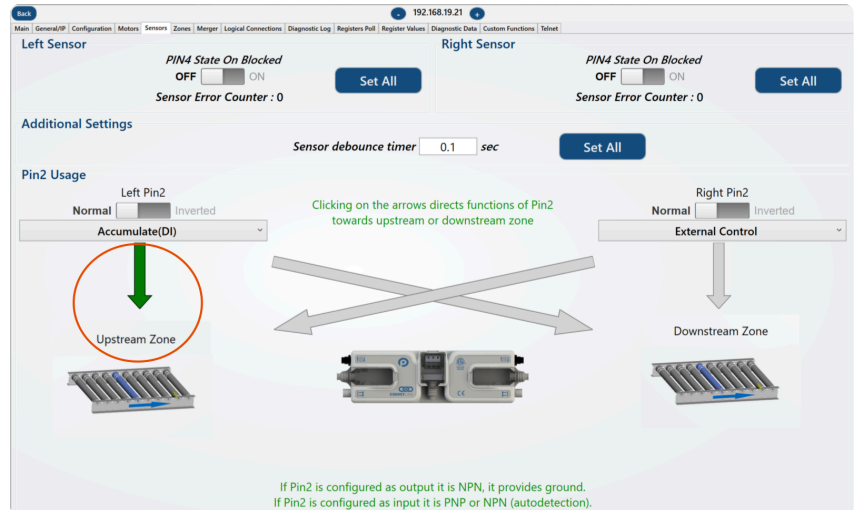 Back
- 192.168.19.21 +
Main General/IP Configuration Motors Sensors Zones Merger Logical Connections Diagnostic Log Registers Poll Register Values Diagnostic Data Custom Functions Telnet
Left Sensor
PIN4 State On Blocked
OFF ON
Set All
Sensor Error Counter : 0
Right Sensor
PIN4 State On Blocked
OFF ON
Set All
Sensor Error Counter : 0
Additional Settings
Sensor debounce timer 0.1 sec
Set All
Pin2 Usage
Left Pin2
Normal Inverted
Accumulate(DI)
Clicking on the arrows directs functions of Pin2
towards upstream or downstream zone
Right Pin2
Normal Inverted
External Control
Upstream Zone
Downstream Zone
If Pin2 is configured as output it is NPN, it provides ground.
If Pin2 is configured as input it is PNP or NPN (autodetection).